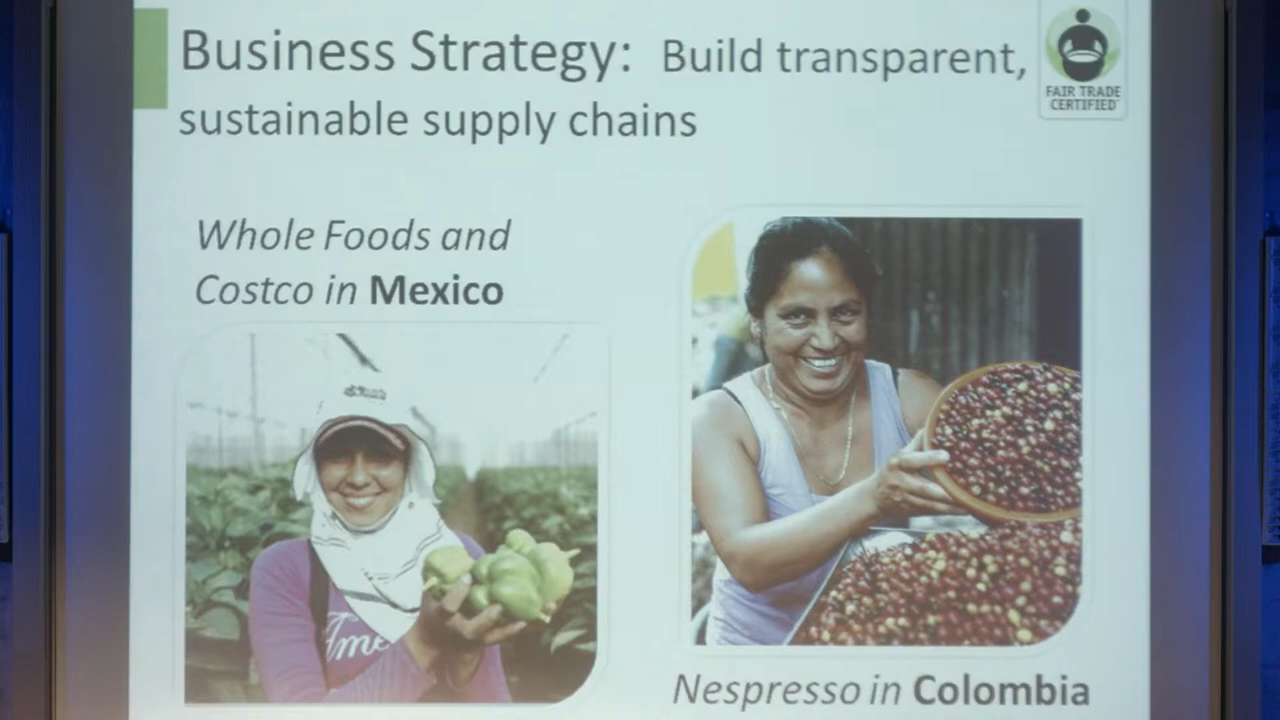 Business Strategy: Build transparent,
sustainable supply chains
FAIR TRADE
CERTIFIED
Whole Foods and
Costco in Mexico
Ame
Nespresso in Colombia